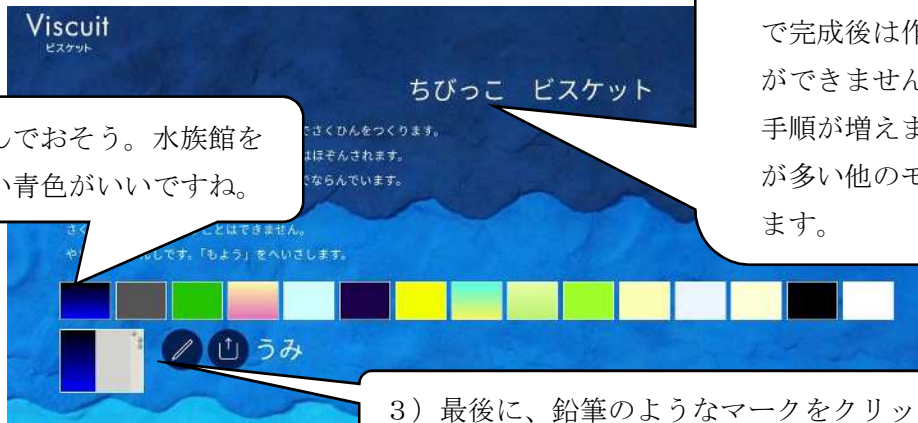 Viscuit
ビスケット
で完成後は作
ができません
手順が増えま
が多い他のモ
ます。
ちびっこ ビスケット
んでおそう。水族館を
い青色がいいですね。
でさくひんをつくります。
はほぞんされます。
でならんでいます。
ことはできません。
です。「もよう」をへいさします。
うみ
3）最後に、鉛筆のようなマークをクリッ